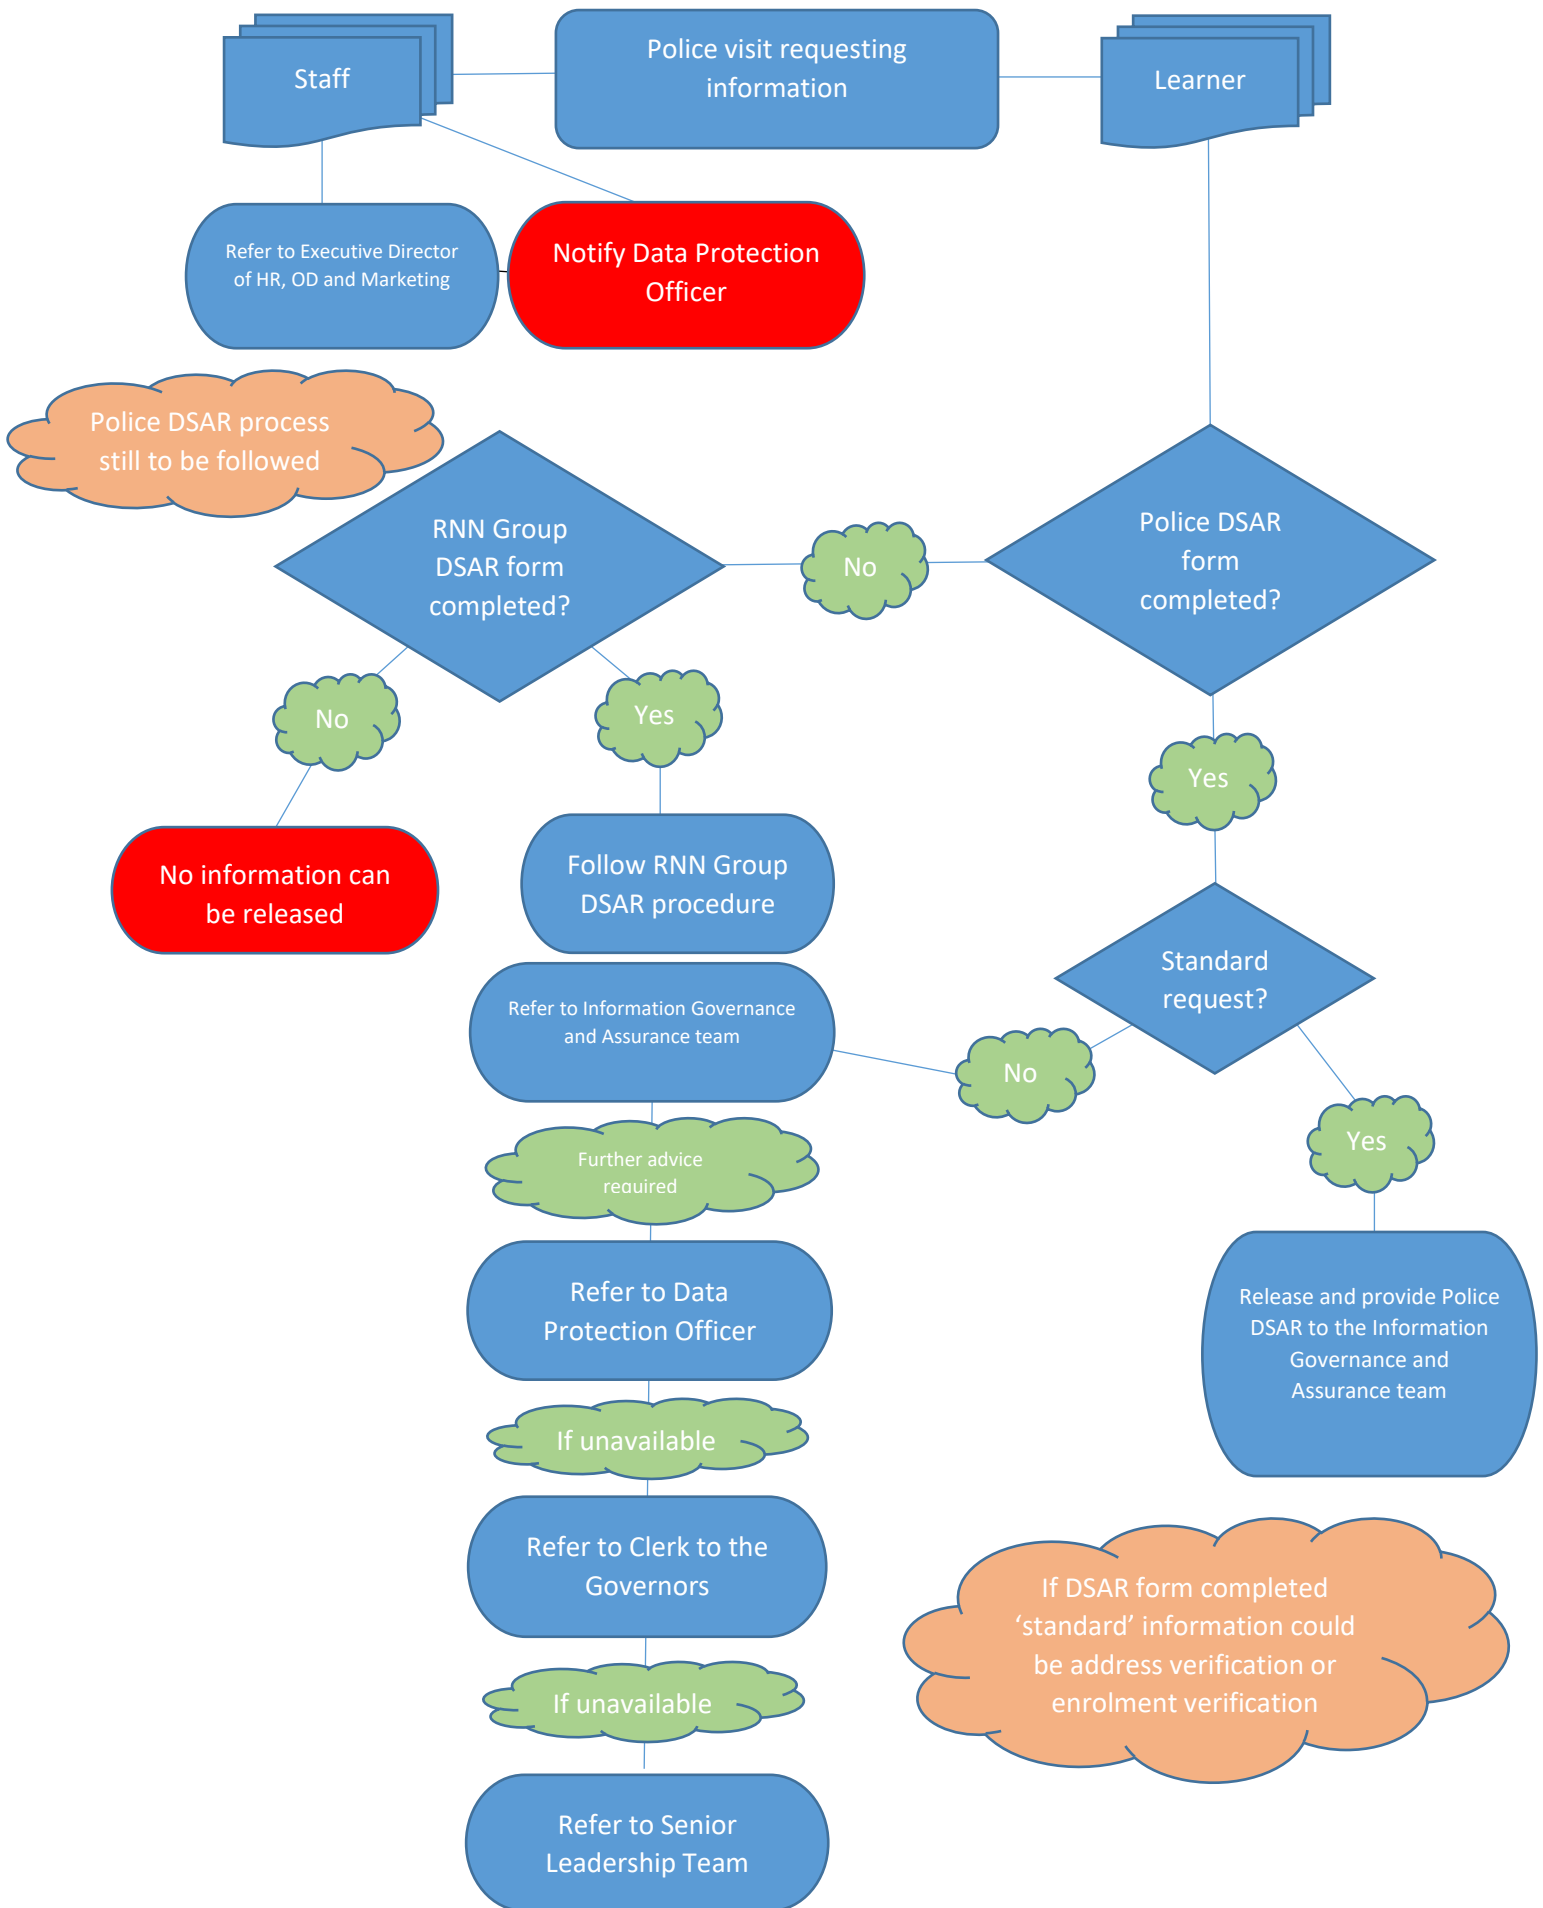 Staff
Police visit requesting
information
Learner
Refer to Executive Director
of HR, OD and Marketing
Notify Data Protection
Officer
Police DSAR process
still to be followed
RNN Group
DSAR form
completed?
No
Police DSAR
form
completed?
No
Yes
Yes
No information can
be released
Follow RNN Group
DSAR procedure
Standard
request?
Refer to Information Governance
and Assurance team
No
Yes
Further advice
required
Refer to Data
Protection Officer
Release and provide Police
DSAR to the Information
Governance and
Assurance team
If unavailable
Refer to Clerk to the
Governors
If DSAR form completed
‘standard’ information could
be address verification or
enrolment verification
If unavailable
Refer to Senior
Leadership Team